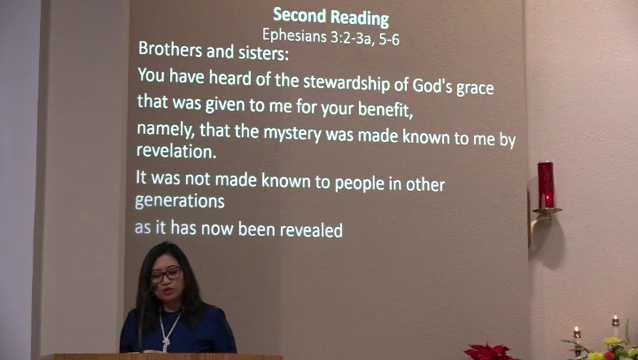 Second Reading
Ephesians 3:2-3a, 5-6
Brothers and sisters:
You have heard of the stewardship of God's grace
that was given to me for your benefit,
namely, that the mystery was made known to me by
revelation.
It was not made known to people in other
generations
as it has now been revealed